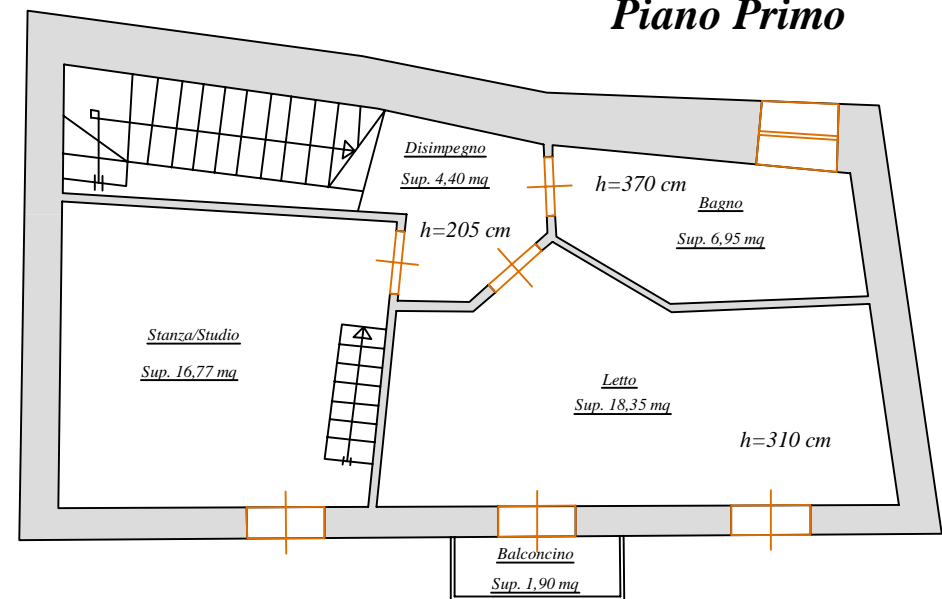 Piano Primo
Disimpegno
Sup. 4,40 mq
h=205 cm
h=370 cm
Bagno
Sup. 6,95 mq
Stanza/Studio
Sup. 16,77 mq
Letto
Sup. 18,35 mq
h=310 cm
Balconcino
Sup. 1,90 mq